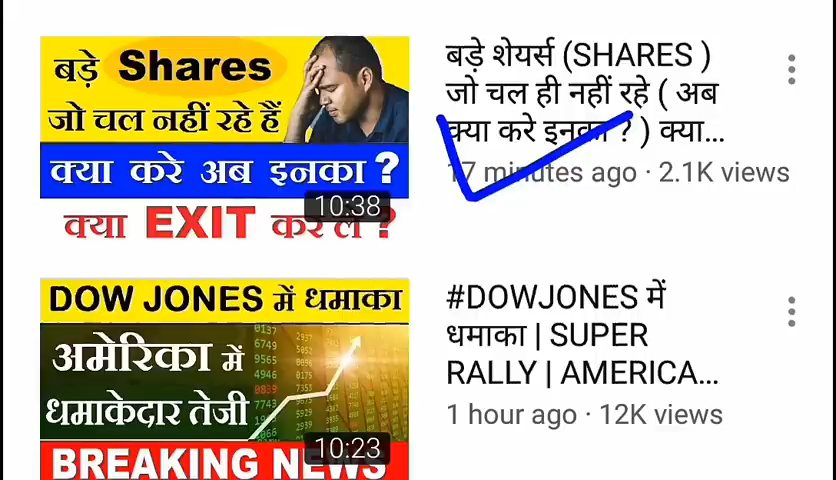 बड़े Shares
जो चल नहीं रहे हैं
क्या करे अब इनका ?
क्या EXIT कर ले ?
10:38
बड़े शेयर्स (SHARES )
जो चल ही नहीं रहे ( अब
क्या करे इनका ? ) क्या...
17 minutes ago · 2.1K views
DOW JONES में धमाका
अमेरिका में
धमाकेदार तेजी
BREAKING NEWS
10:23
#DOWJONES में
धमाका | SUPER
RALLY | AMERICA...
1 hour ago · 12K views